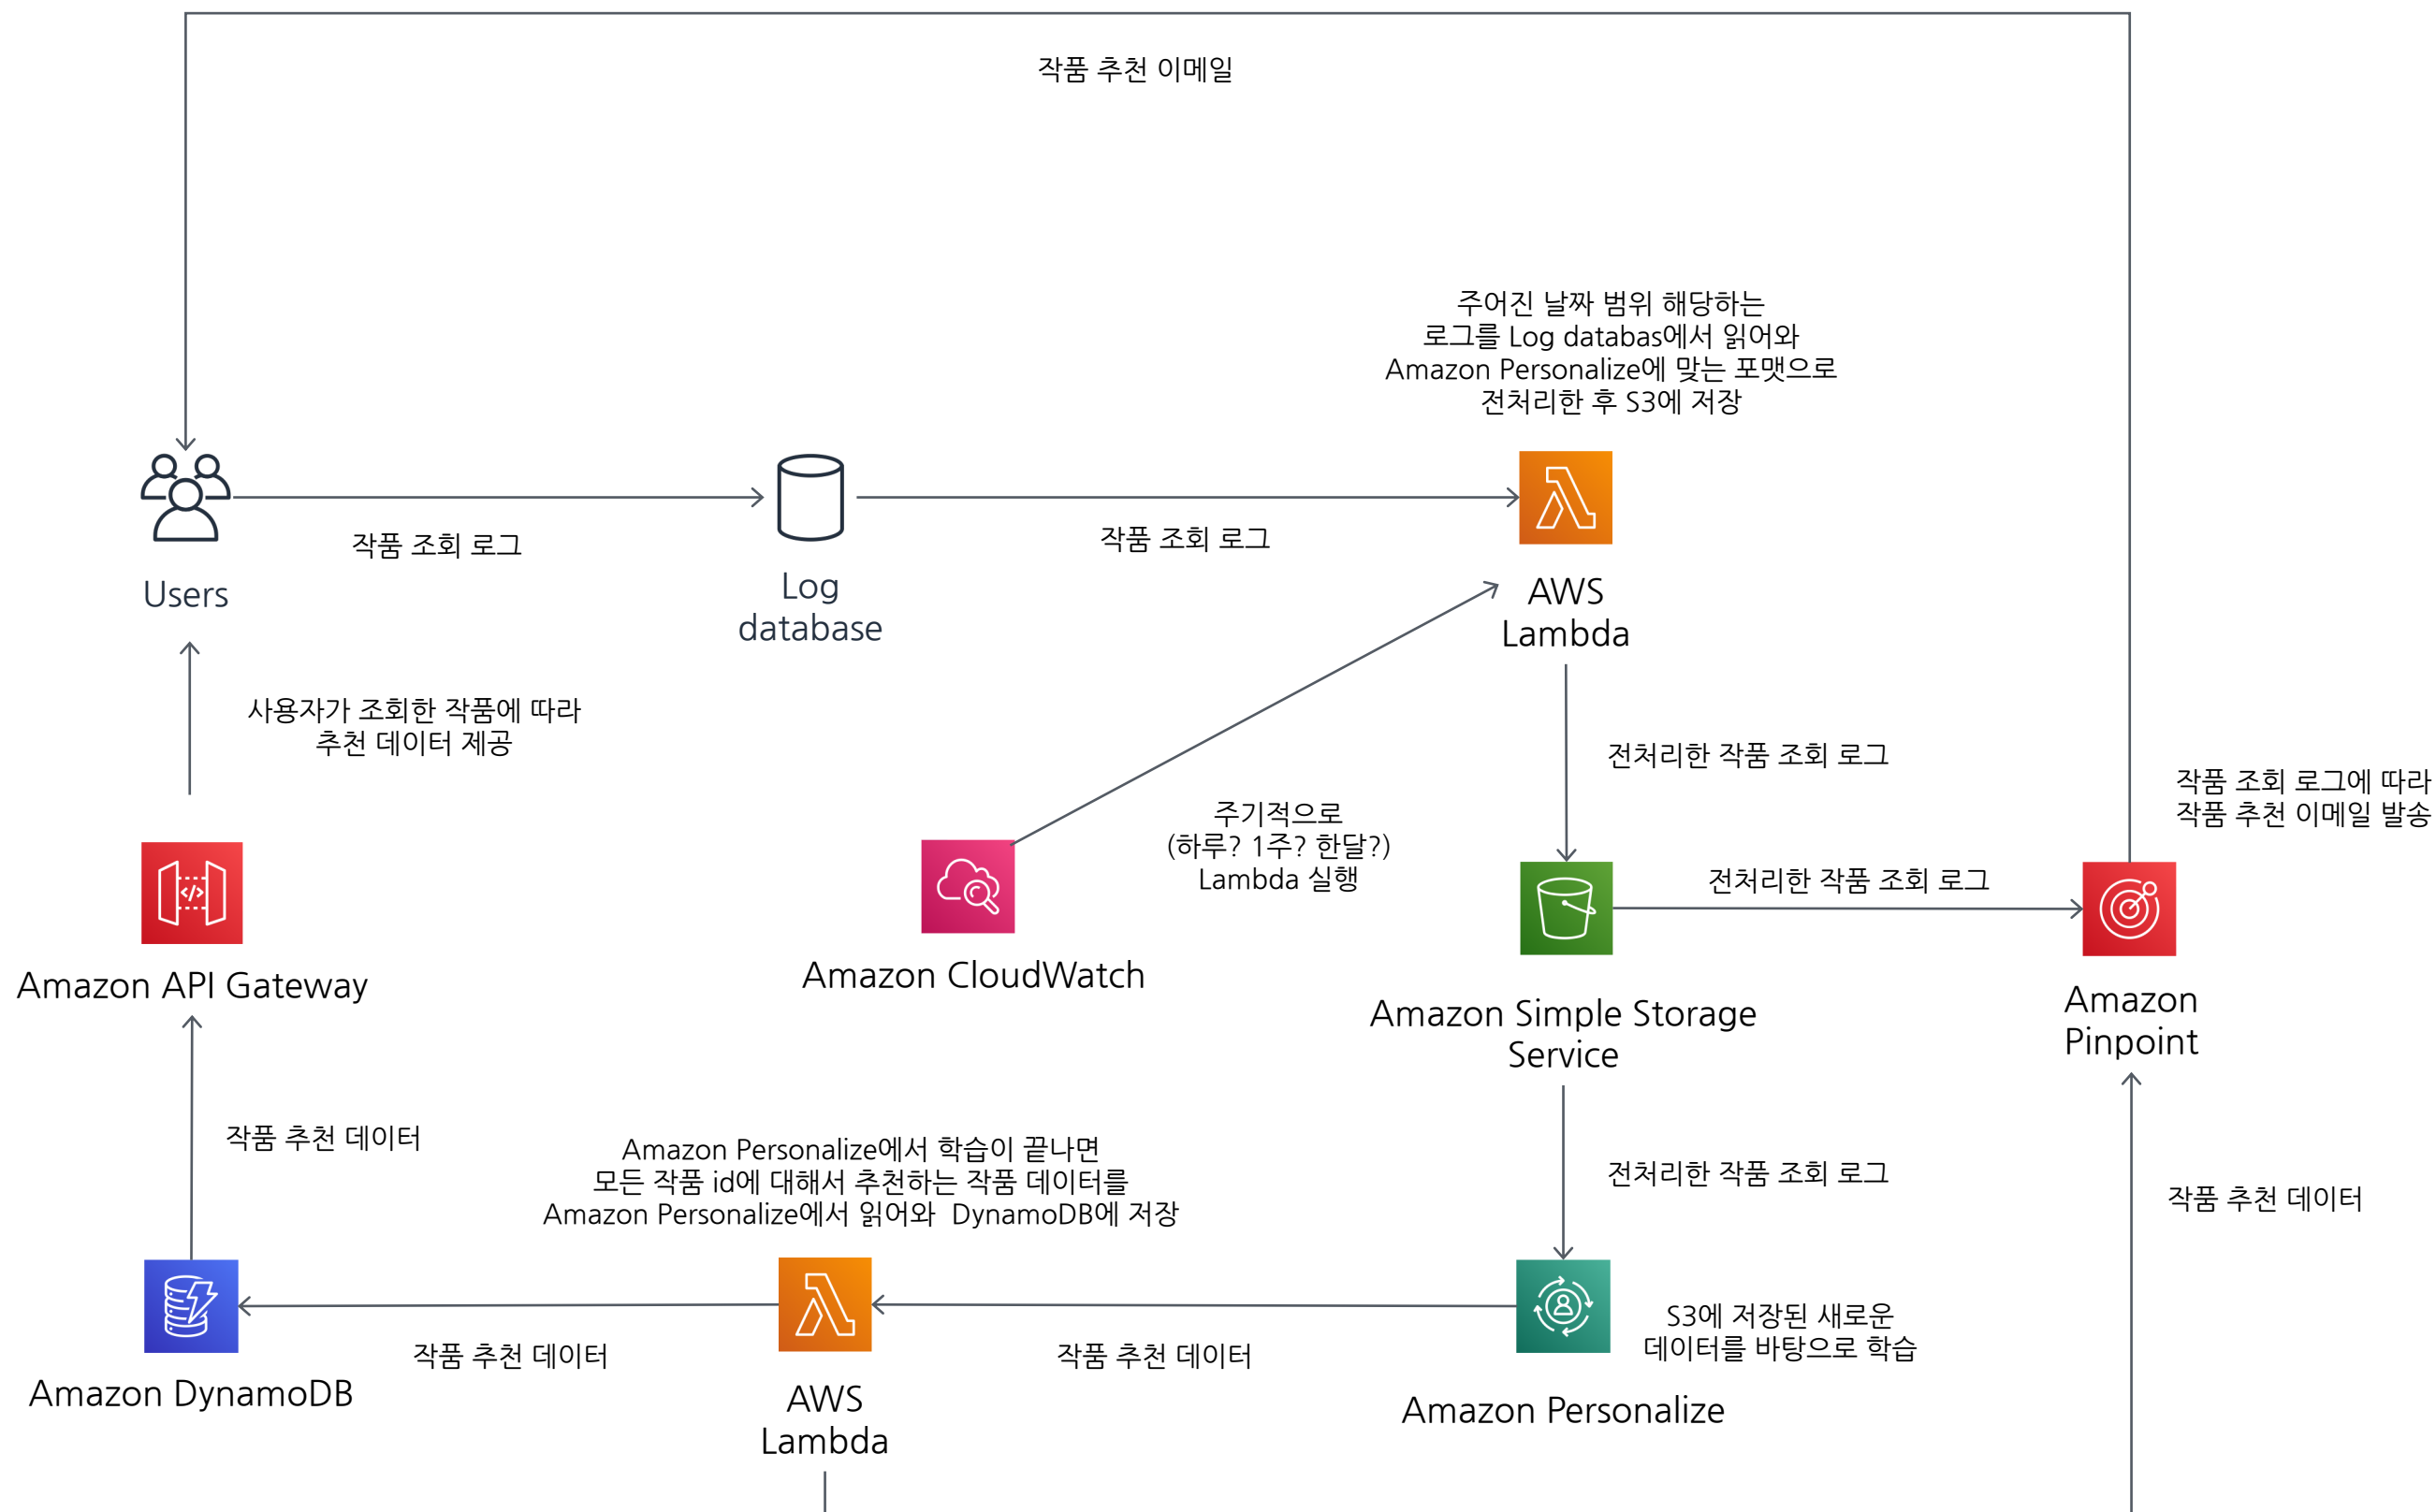 작품 추천 이메일
주어진 날짜 범위 해당하는
로그를 Log databas에서 읽어와
Amazon Personalize에 맞는 포맷으로
전처리한 후 S3에 저장
작품 조회 로그
작품 조회 로그
Users
Log
database
AWS
Lambda
사용자가 조회한 작품에 따라
추천 데이터 제공
전처리한 작품 조회 로그
작품 조회 로그에 따라
작품 추천 이메일 발송
주기적으로
(하루? 1주? 한달?)
Lambda 실행
전처리한 작품 조회 로그
Amazon API Gateway
Amazon CloudWatch
Amazon Simple Storage
Service
Amazon
Pinpoint
작품 추천 데이터
Amazon Personalize에서 학습이 끝나면
모든 작품 id에 대해서 추천하는 작품 데이터를
Amazon Personalize에서 읽어와  DynamoDB에 저장
전처리한 작품 조회 로그
작품 추천 데이터
S3에 저장된 새로운
데이터를 바탕으로 학습
작품 추천 데이터
작품 추천 데이터
Amazon DynamoDB
AWS
Lambda
Amazon Personalize